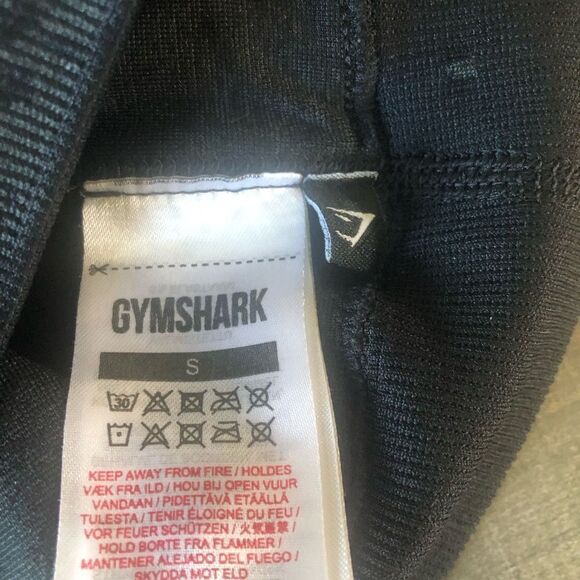 GYMSHARK
S
30
KEEP AWAY FROM FIRE / HOLDES
VÆK FRA ILD / HOU BIJ OPEN VUUR
VANDAAN / PIDETTÄVÄ ETÄÄLLÄ
TULESTA / TENIR ÉLOIGNÉ DU FEU /
VOR FEUER SCHÜTZEN / 火気厳禁 /
HOLD BORTE FRA FLAMMER /
MANTENER ALEJADO DEL FUEGO /
SKYDDA MOT ELD